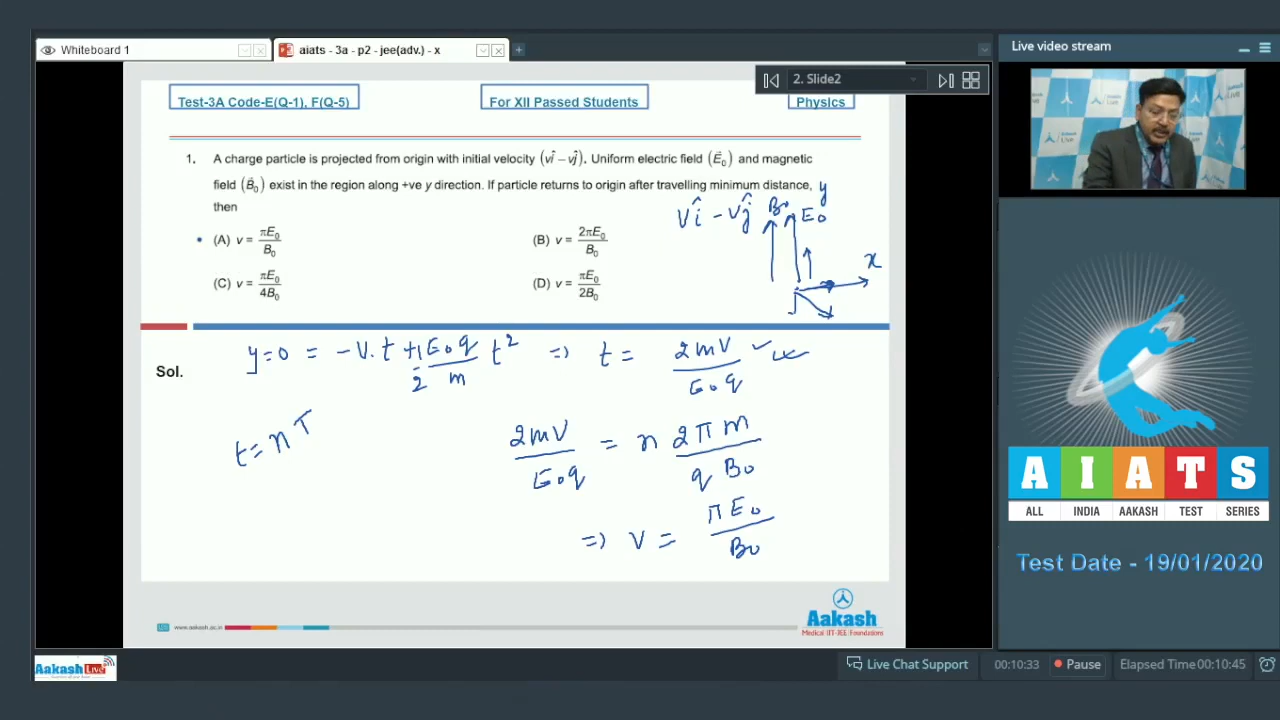 Whiteboard 1
aiats - 3a - p2 - jee(adv.) - x
Live video stream
2. Slide2
Test-3A Code-E(Q-1), F(Q-5)
For XII Passed Students
Physics
1. A charge particle is projected from origin with initial velocity (vî – vĵ). Uniform electric field (E⃗₀) and magnetic
field (B⃗₀) exist in the region along +ve y direction. If particle returns to origin after travelling minimum distance,
then
(A) v = πE₀/B₀
(B) v = 2πE₀/B₀
(C) v = πE₀/4B₀
(D) v = πE₀/2B₀
vî - vĵ
B₀
E₀
y
x
Sol.
y=0 = -V.t + 1/2 E₀q/m t² => t = 2mV/E₀q
t = nT
2mV/E₀q = n 2πm/qB₀
=> V = πE₀/B₀
www.aakash.ac.in
Aakash
Medical|IIT-JEE|Foundations
AIATS
ALL INDIA AAKASH TEST SERIES
Test Date - 19/01/2020
Aakash Live
Live Chat Support
00:10:33
Pause
Elapsed Time 00:10:45